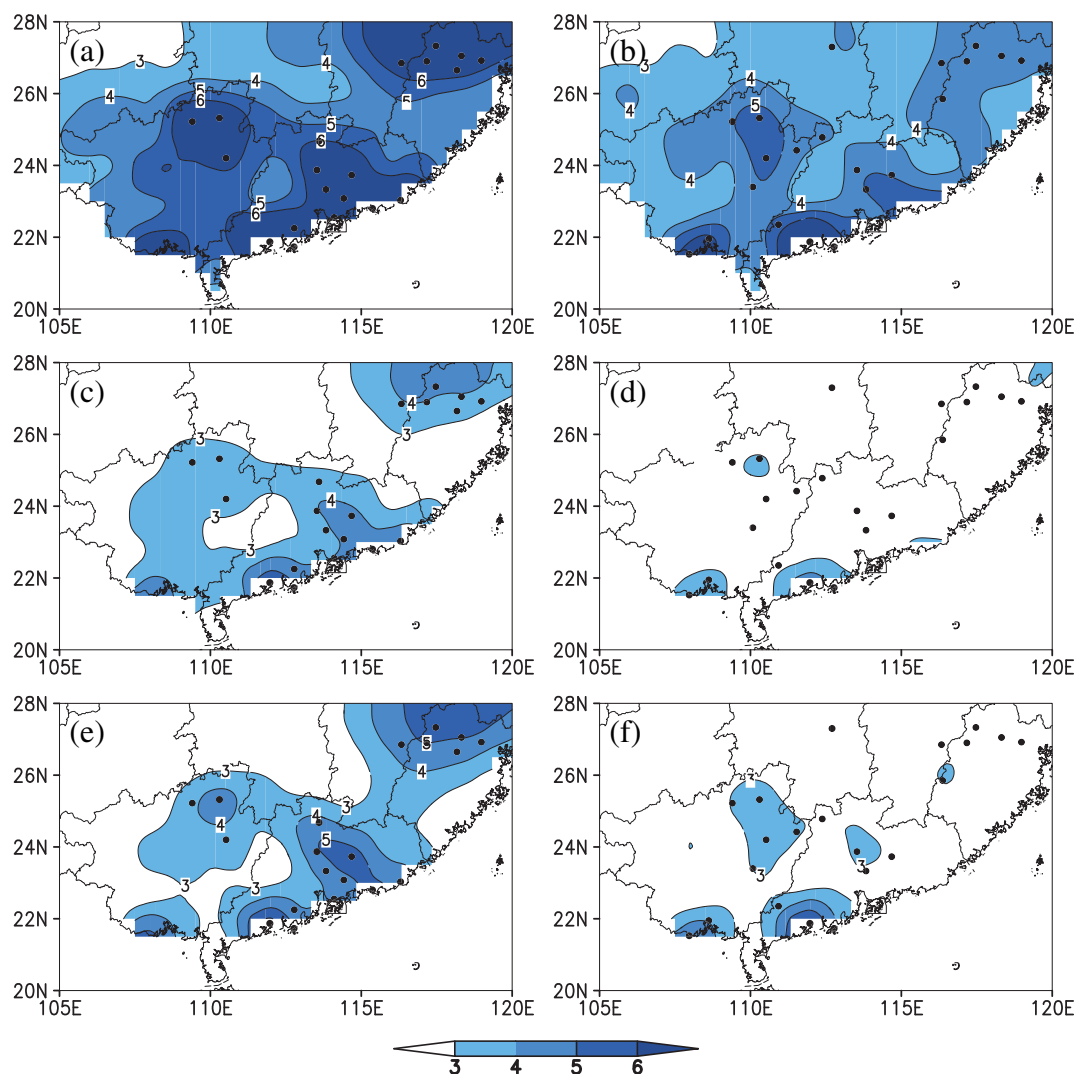 28N 28N
(a) (b)
3 4 4 6 5 3 4
26N 4 5 6 4 26N 4 4 5
5 6
24N 24N 4 4
5 6 4 4
22N 22N
20N 20N
105E 110E 115E 120E 105E 110E 115E 120E
28N 28N
(c) (d)
4 3
26N 3 26N
24N 4 3 24N
3
22N 22N
20N 20N
105E 110E 115E 120E 105E 110E 115E 120E
28N 28N
(e) (f)
5 4
26N 3 3 26N 3
4 4 5
24N 24N
3 3 3 3
22N 22N
20N 20N
105E 110E 115E 120E 105E 110E 115E 120E
3 4 5 6